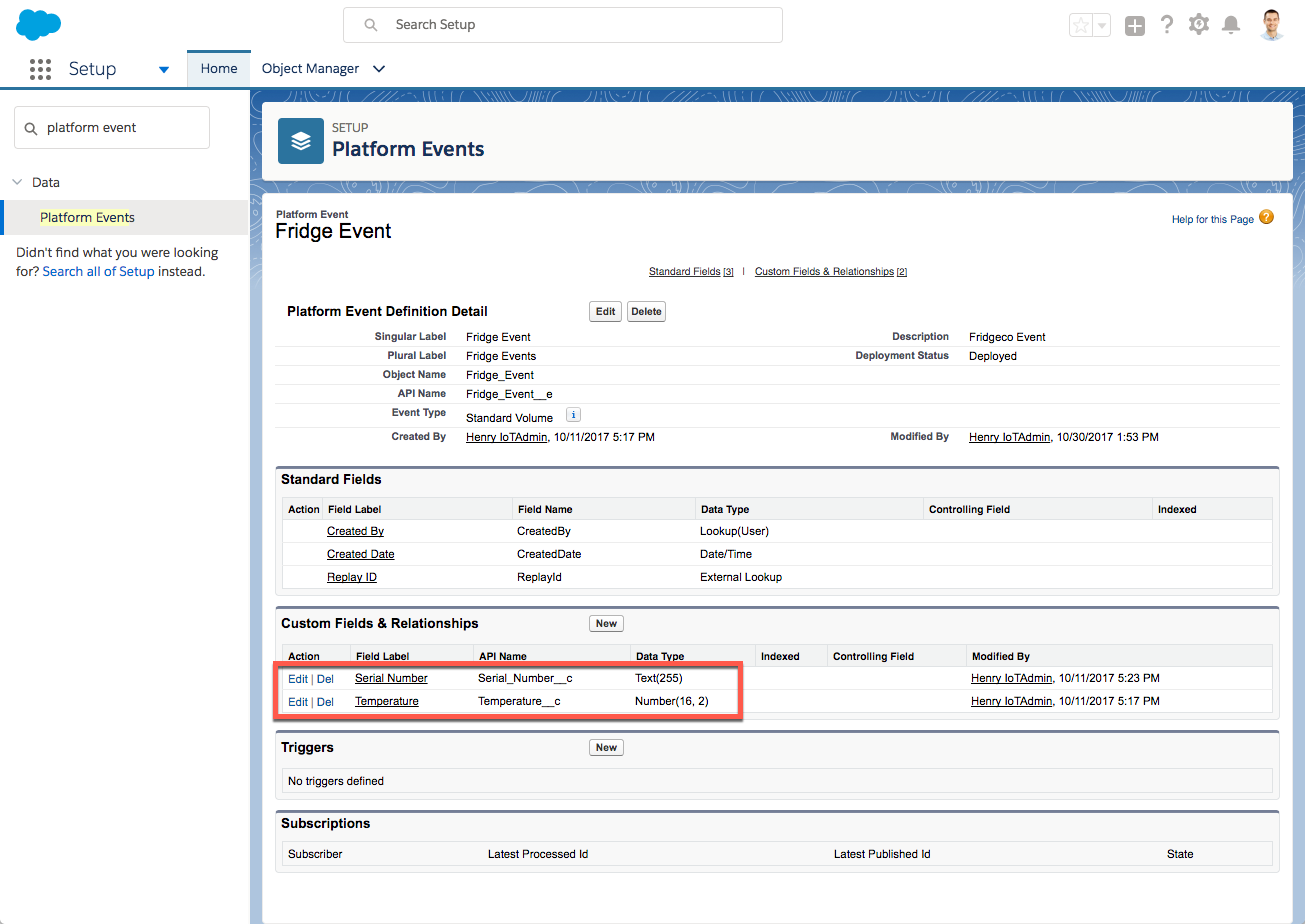 Search Setup
Setup
Home
Object Manager
platform event
Data
Platform Events
Didn't find what you were looking
for? Search all of Setup instead.
SETUP
Platform Events
Platform Event
Fridge Event
Help for this Page
Standard Fields [3] | Custom Fields & Relationships [2]
Platform Event Definition Detail Edit Delete
Singular Label Fridge Event Description Fridgeco Event
Plural Label Fridge Events Deployment Status Deployed
Object Name Fridge_Event
API Name Fridge_Event__e
Event Type Standard Volume i
Created By Henry IoTAdmin, 10/11/2017 5:17 PM Modified By Henry IoTAdmin, 10/30/2017 1:53 PM
Standard Fields
Action Field Label Field Name Data Type Controlling Field Indexed
Created By CreatedBy Lookup(User)
Created Date CreatedDate Date/Time
Replay ID ReplayId External Lookup
Custom Fields & Relationships New
Action Field Label API Name Data Type Indexed Controlling Field Modified By
Edit | Del Serial Number Serial_Number__c Text(255) Henry IoTAdmin, 10/11/2017 5:23 PM
Edit | Del Temperature Temperature__c Number(16, 2) Henry IoTAdmin, 10/11/2017 5:17 PM
Triggers New
No triggers defined
Subscriptions
Subscriber Latest Processed Id Latest Published Id State